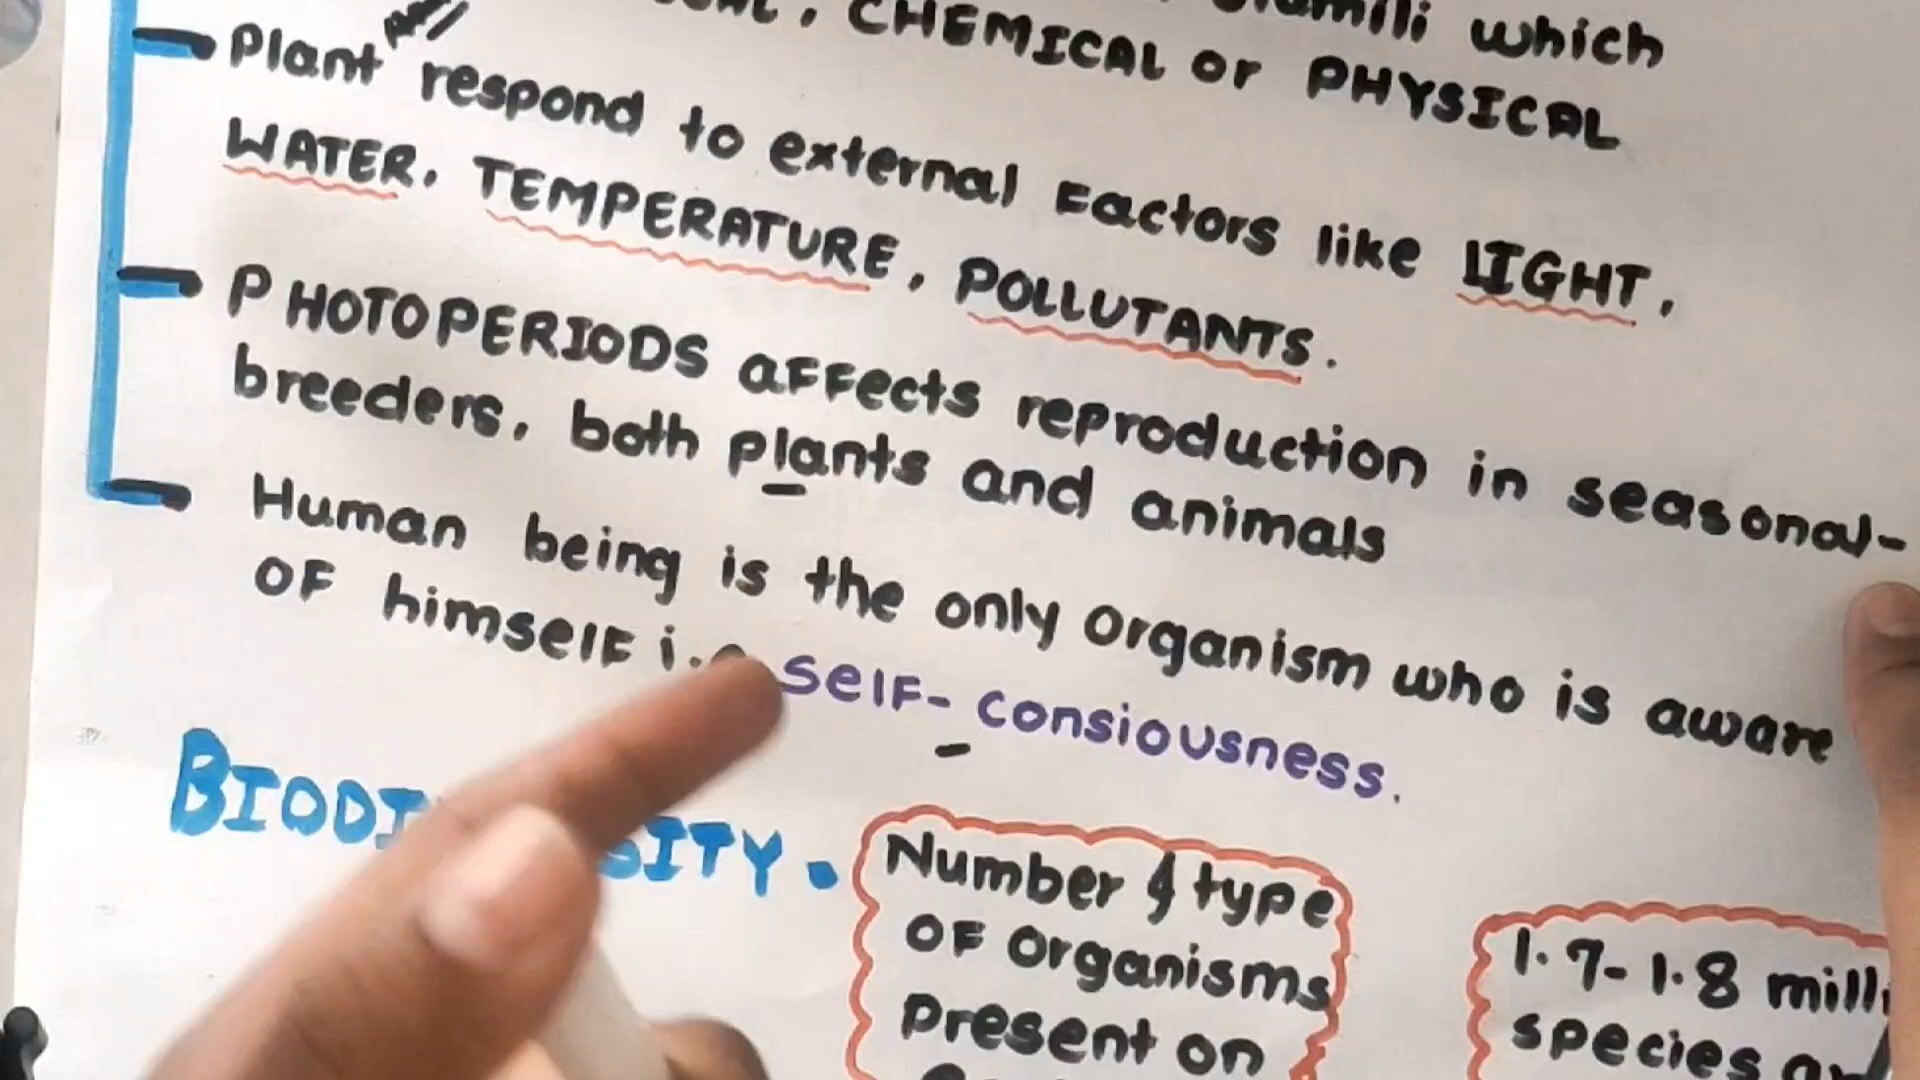 which
CHEMICAL or PHYSICAL
Plant respond to external Factors like LIGHT,
WATER, TEMPERATURE, POLLUTANTS.
PHOTOPERIODS aFFects reproduction in seasonal-
breeders, both plants and animals
Human being is the only organism who is aware
OF himselF i.e selF-consiousness.
Number & type
OF organisms
present on
1.7-1.8 milli
species